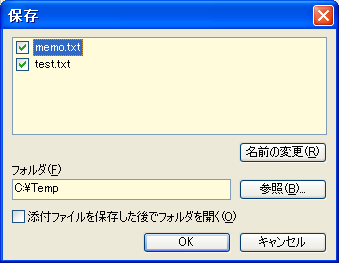 保存
memo.txt
test.txt
名前の変更(R)
フォルダ(F)
C:¥Temp
参照(B)...
添付ファイルを保存した後でフォルダを開く(O)
OK
キャンセル